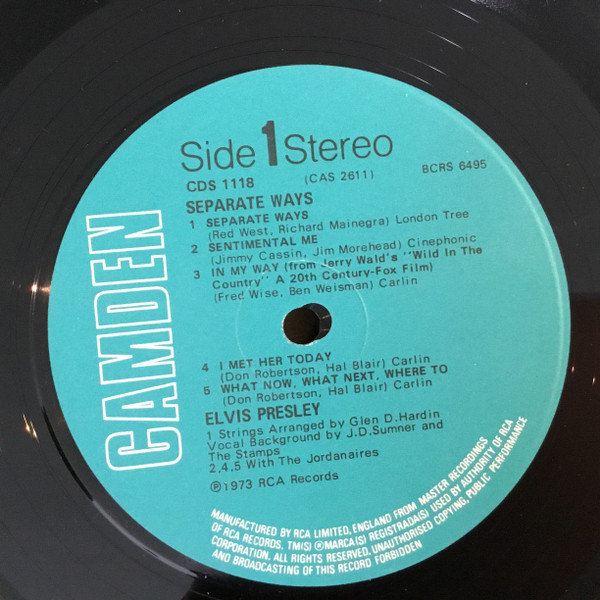 Side 1 Stereo
CDS 1118 (CAS 2611) BCRS 6495
SEPARATE WAYS
1 SEPARATE WAYS
(Red West, Richard Mainegra) London Tree
2 SENTIMENTAL ME
(Jimmy Cassin, Jim Morehead) Cinephonic
3 IN MY WAY (from Jerry Wald's "Wild In The
Country" A 20th Century-Fox Film)
(Fred Wise, Ben Weisman) Carlin
4 I MET HER TODAY
(Don Robertson, Hal Blair) Carlin
5 WHAT NOW, WHAT NEXT, WHERE TO
(Don Robertson, Hal Blair) Carlin
ELVIS PRESLEY
1 Strings Arranged by Glen D.Hardin
Vocal Background by J.D.Sumner and
The Stamps
2,4,5 With The Jordanaires
℗1973 RCA Records
CAMDEN
MANUFACTURED BY RCA LIMITED, ENGLAND FROM MASTER RECORDINGS
OF RCA RECORDS. TM(S) ® MARCA(S) REGISTRADA(S) USED BY AUTHORITY OF RCA
CORPORATION. ALL RIGHTS RESERVED. UNAUTHORISED COPYING, PUBLIC PERFORMANCE
AND BROADCASTING OF THIS RECORD FORBIDDEN